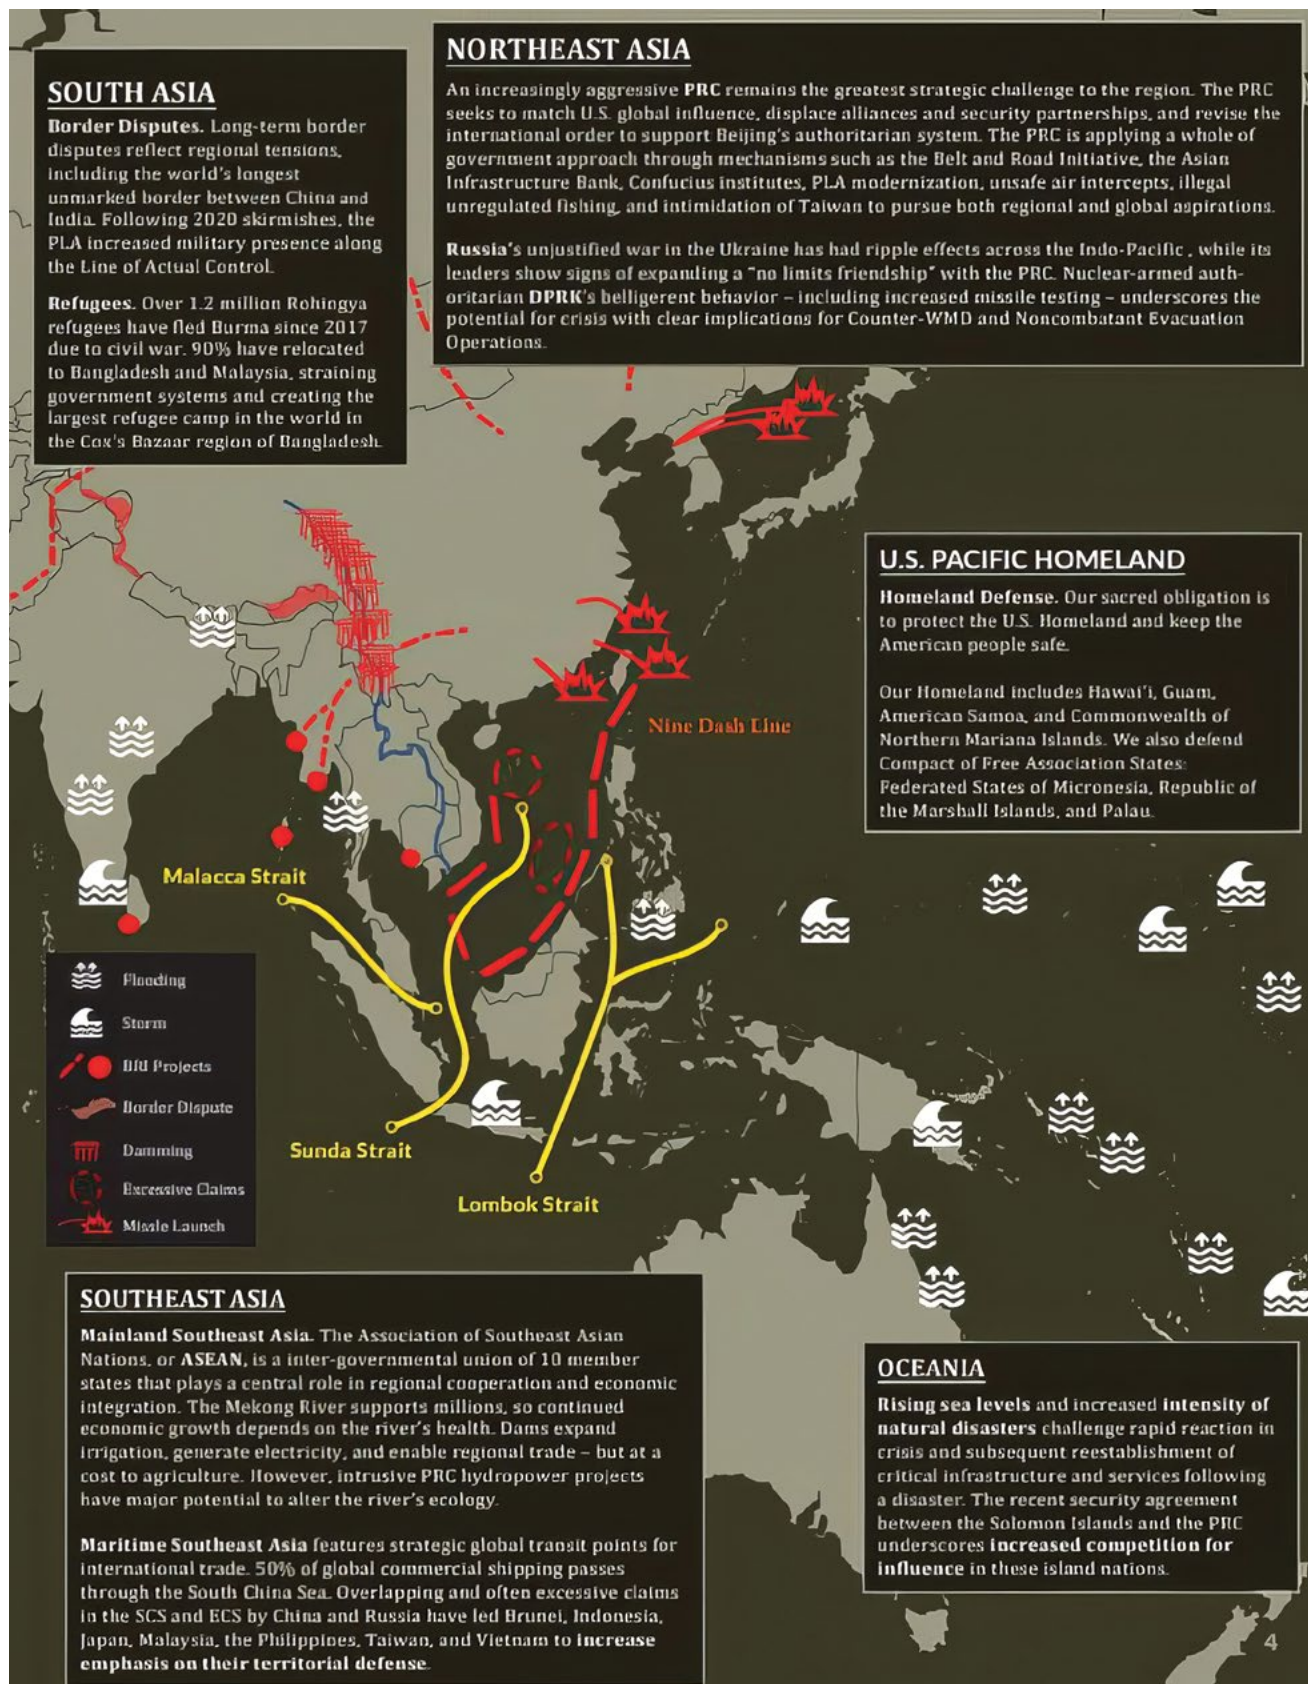 SOUTH ASIA
Border Disputes. Long-term border
disputes reflect regional tensions,
including the world's longest
unmarked border between China and
India. Following 2020 skirmishes, the
PLA increased military presence along
the Line of Actual Control.
Refugees. Over 1.2 million Rohingya
refugees have fled Burma since 2017
due to civil war. 90% have relocated
to Bangladesh and Malaysia, straining
government systems and creating the
largest refugee camp in the world in
the Cox's Bazaar region of Bangladesh.
NORTHEAST ASIA
An increasingly aggressive PRC remains the greatest strategic challenge to the region. The PRC
seeks to match U.S. global influence, displace alliances and security partnerships, and revise the
international order to support Beijing's authoritarian system. The PRC is applying a whole of
government approach through mechanisms such as the Belt and Road Initiative, the Asian
Infrastructure Bank, Confucius institutes, PLA modernization, unsafe air intercepts, illegal
unregulated fishing, and intimidation of Taiwan to pursue both regional and global aspirations.
Russia's unjustified war in the Ukraine has had ripple effects across the Indo-Pacific , while its
leaders show signs of expanding a "no limits friendship" with the PRC. Nuclear-armed auth-
oritarian DPRK's belligerent behavior – including increased missile testing – underscores the
potential for crisis with clear implications for Counter-WMD and Noncombatant Evacuation
Operations.
U.S. PACIFIC HOMELAND
Homeland Defense. Our sacred obligation is
to protect the U.S. Homeland and keep the
American people safe.
Our Homeland includes Hawai'i, Guam,
American Samoa, and Commonwealth of
Northern Mariana Islands. We also defend
Compact of Free Association States:
Federated States of Micronesia, Republic of
the Marshall Islands, and Palau.
Nine Dash Line
Malacca Strait
Sunda Strait
Lombok Strait
Flooding
Storm
BRI Projects
Border Dispute
Damming
Excessive Claims
Missle Launch
SOUTHEAST ASIA
Mainland Southeast Asia. The Association of Southeast Asian
Nations, or ASEAN, is a inter-governmental union of 10 member
states that plays a central role in regional cooperation and economic
integration. The Mekong River supports millions, so continued
economic growth depends on the river's health. Dams expand
irrigation, generate electricity, and enable regional trade – but at a
cost to agriculture. However, intrusive PRC hydropower projects
have major potential to alter the river's ecology.
Maritime Southeast Asia features strategic global transit points for
international trade. 50% of global commercial shipping passes
through the South China Sea. Overlapping and often excessive claims
in the SCS and ECS by China and Russia have led Brunei, Indonesia,
Japan, Malaysia, the Philippines, Taiwan, and Vietnam to increase
emphasis on their territorial defense.
OCEANIA
Rising sea levels and increased intensity of
natural disasters challenge rapid reaction in
crisis and subsequent reestablishment of
critical infrastructure and services following
a disaster. The recent security agreement
between the Solomon Islands and the PRC
underscores increased competition for
influence in these island nations.
4